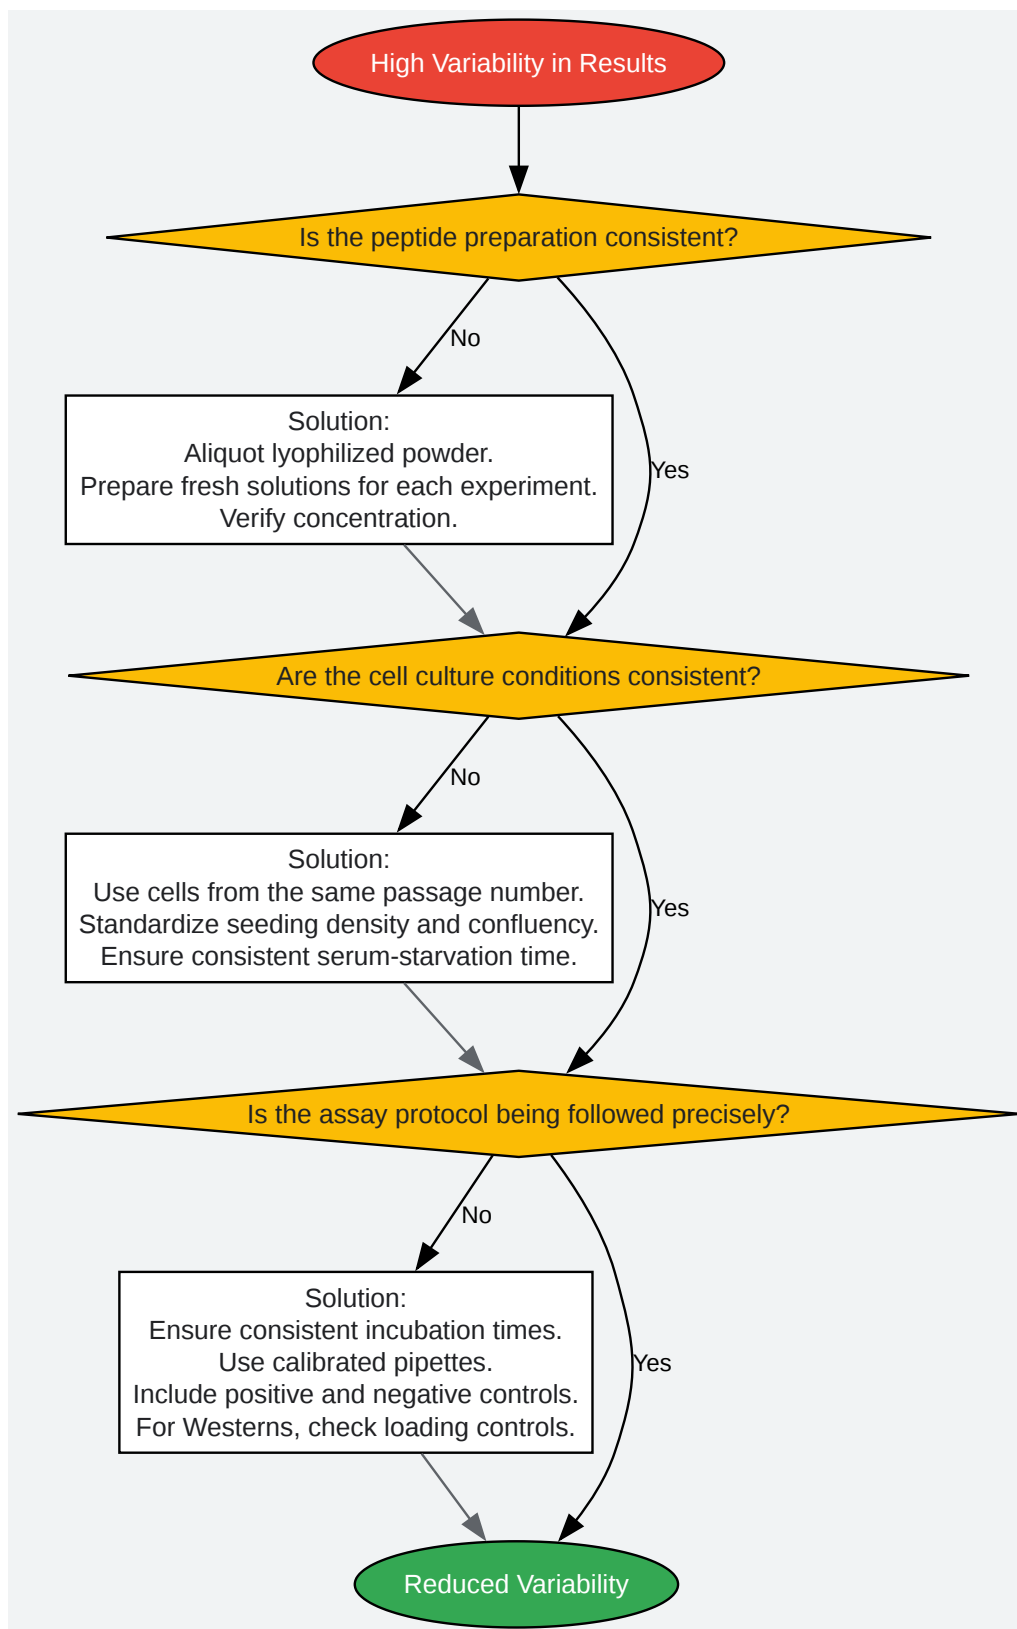 High Variability in Results
Is the peptide preparation consistent?
No
Solution:
Aliquot lyophilized powder.
Prepare fresh solutions for each experiment.
Verify concentration.
Yes
Are the cell culture conditions consistent?
No
Solution:
Use cells from the same passage number.
Standardize seeding density and confluency.
Ensure consistent serum-starvation time.
Yes
Is the assay protocol being followed precisely?
No
Solution:
Ensure consistent incubation times.
Use calibrated pipettes.
Include positive and negative controls.
For Westerns, check loading controls.
Yes
Reduced Variability